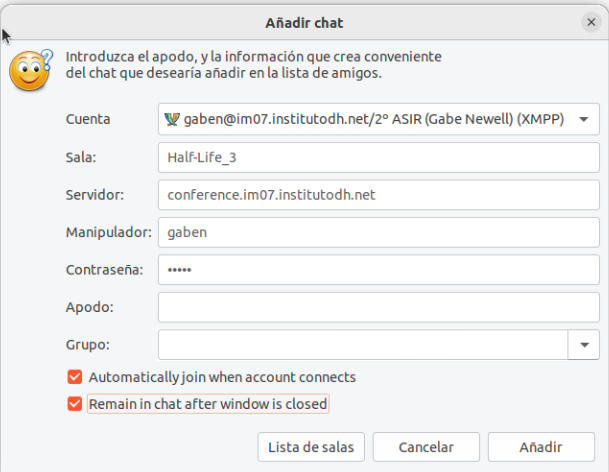 Añadir chat
Introduzca el apodo, y la información que crea conveniente
del chat que desearía añadir en la lista de amigos.
Cuenta gaben@im07.institutodh.net/2º ASIR (Gabe Newell) (XMPP)
Sala: Half-Life_3
Servidor: conference.im07.institutodh.net
Manipulador: gaben
Contraseña: •••••
Apodo:
Grupo:
Automatically join when account connects
Remain in chat after window is closed
Lista de salas Cancelar Añadir